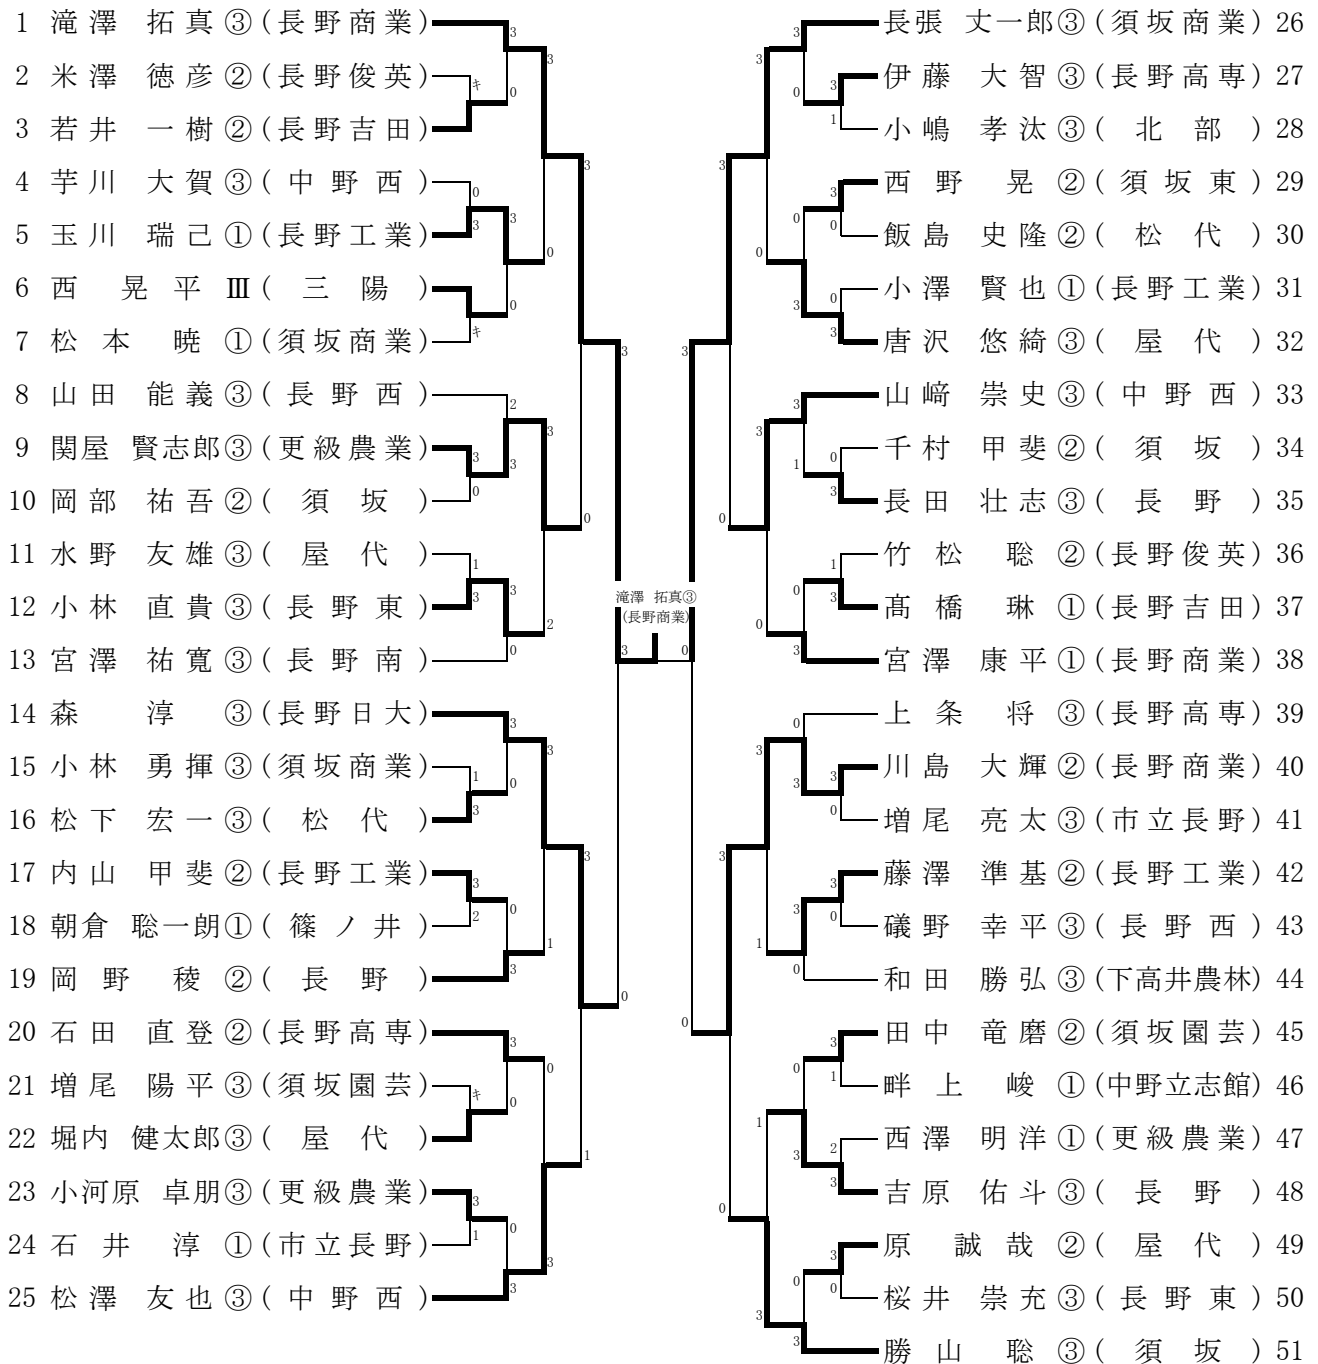 1 滝澤 拓真③(長野商業)
2 米澤 徳彦②(長野俊英)
3 若井 一樹②(長野吉田)
4 芋川 大賀③(中野西)
5 玉川 瑞己①(長野工業)
6 西 晃平Ⅲ(三陽)
7 松本 暁①(須坂商業)
8 山田 能義③(長野西)
9 関屋 賢志郎③(更級農業)
10 岡部 祐吾②(須坂)
11 水野 友雄③(屋代)
12 小林 直貴③(長野東)
13 宮澤 祐寛③(長野南)
14 森 淳 ③(長野日大)
15 小林 勇揮③(須坂商業)
16 松下 宏一③(松代)
17 内山 甲斐②(長野工業)
18 朝倉 聡一朗①(篠ノ井)
19 岡野 稜②(長野)
20 石田 直登②(長野高専)
21 増尾 陽平③(須坂園芸)
22 堀内 健太郎③(屋代)
23 小河原 卓朋③(更級農業)
24 石井 淳①(市立長野)
25 松澤 友也③(中野西)
滝澤 拓真③
(長野商業)
長張 丈一郎③(須坂商業) 26
伊藤 大智③(長野高専) 27
小嶋 孝汰③(北部) 28
西野 晃②(須坂東) 29
飯島 史隆②(松代) 30
小澤 賢也①(長野工業) 31
唐沢 悠綺③(屋代) 32
山﨑 崇史③(中野西) 33
千村 甲斐②(須坂) 34
長田 壮志③(長野) 35
竹松 聡②(長野俊英) 36
髙橋 琳①(長野吉田) 37
宮澤 康平①(長野商業) 38
上条 将③(長野高専) 39
川島 大輝②(長野商業) 40
増尾 亮太③(市立長野) 41
藤澤 準基②(長野工業) 42
礒野 幸平③(長野西) 43
和田 勝弘③(下高井農林) 44
田中 竜磨②(須坂園芸) 45
畔上 峻①(中野立志館) 46
西澤 明洋①(更級農業) 47
吉原 佑斗③(長野) 48
原 誠哉②(屋代) 49
桜井 崇充③(長野東) 50
勝山 聡③(須坂) 51